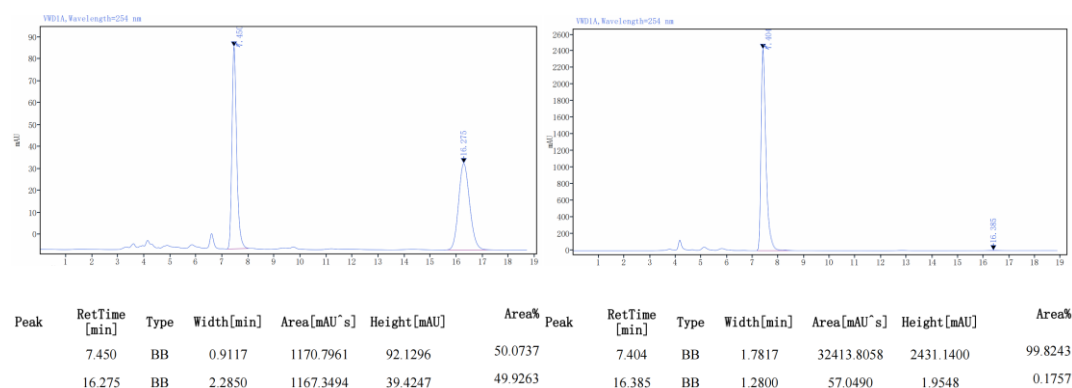 VWD1A,Wavelength=254 nm
90
80
70
60
50
40
30
20
10
0
mAU
7.450
16.275
1 2 3 4 5 6 7 8 9 10 11 12 13 14 15 16 17 18 19
VWD1A,Wavelength=254 nm
2600
2400
2200
2000
1800
1600
1400
1200
1000
800
600
400
200
0
mAU
7.404
16.385
1 2 3 4 5 6 7 8 9 10 11 12 13 14 15 16 17 18 19
Peak RetTime [min] Type Width[min] Area[mAU^s] Height[mAU] Area%
7.450 BB 0.9117 1170.7961 92.1296 50.0737
16.275 BB 2.2850 1167.3494 39.4247 49.9263
Peak RetTime [min] Type Width[min] Area[mAU^s] Height[mAU] Area%
7.404 BB 1.7817 32413.8058 2431.1400 99.8243
16.385 BB 1.2800 57.0490 1.9548 0.1757